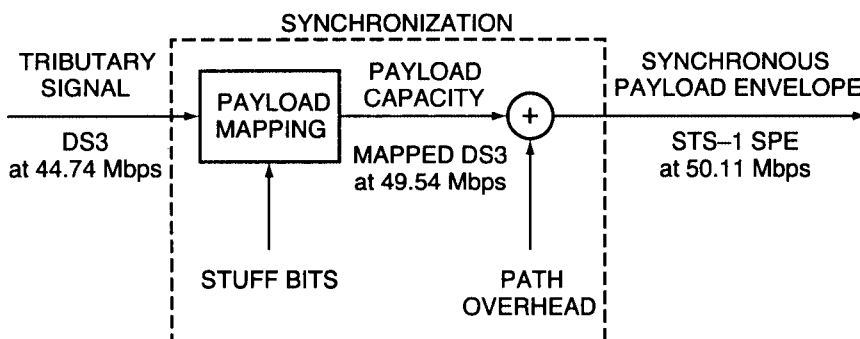 SYNCHRONIZATION
TRIBUTARY
SIGNAL
DS3
at 44.74 Mbps
PAYLOAD
MAPPING
STUFF BITS
PAYLOAD
CAPACITY
MAPPED DS3
at 49.54 Mbps
+
PATH
OVERHEAD
SYNCHRONOUS
PAYLOAD ENVELOPE
STS–1 SPE
at 50.11 Mbps